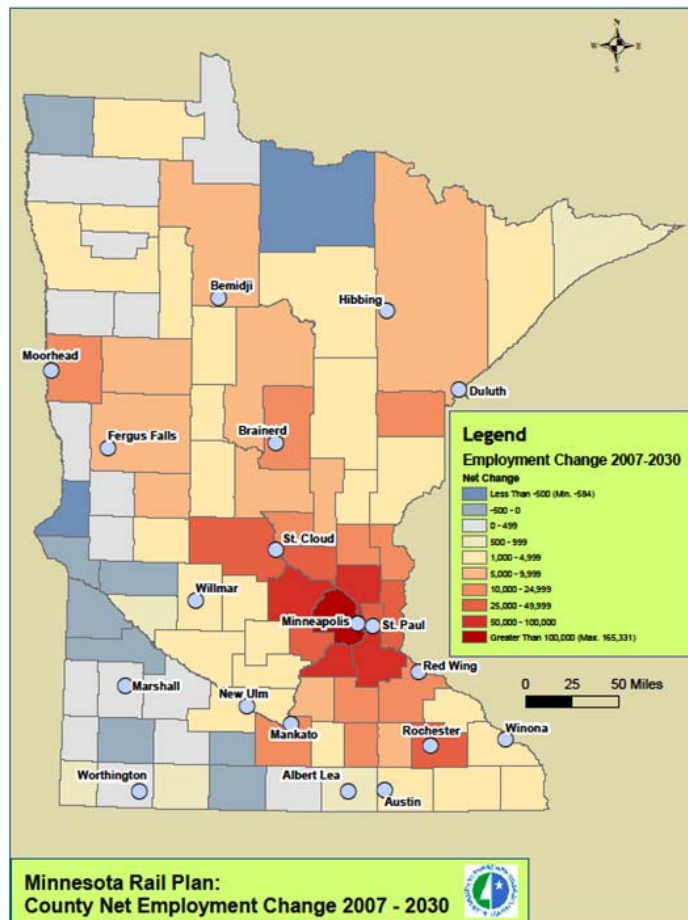 N
W
E
S
Bemidji
Hibbing
Moorhead
Duluth
Fergus Falls
Brainerd
Legend
Employment Change 2007-2030
Net Change
Less Than -500 (Min. -584)
-500 - 0
0 - 499
500 - 999
1,000 - 4,999
5,000 - 9,999
10,000 - 24,999
25,000 - 49,999
50,000 - 100,000
Greater Than 100,000 (Max. 165,331)
St. Cloud
Willmar
Minneapolis
St. Paul
Red Wing
0 25 50 Miles
Marshall
New Ulm
Mankato
Rochester
Winona
Worthington
Albert Lea
Austin
Minnesota Rail Plan:
County Net Employment Change 2007 - 2030